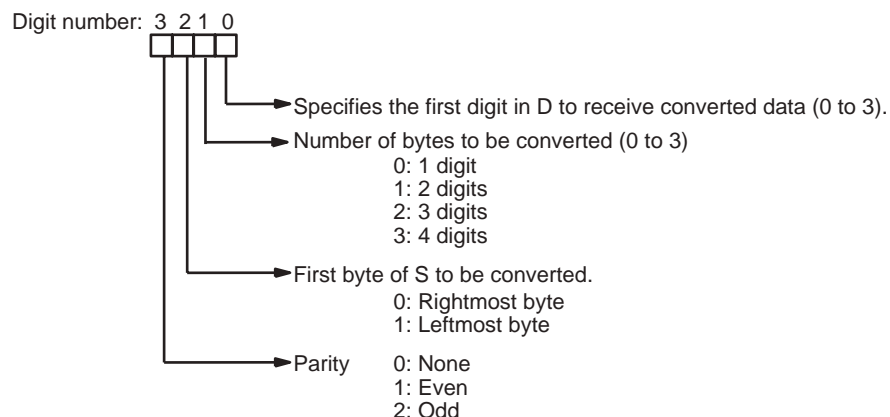 Digit number: 3 2 1 0
Specifies the first digit in D to receive converted data (0 to 3).
Number of bytes to be converted (0 to 3)
0: 1 digit
1: 2 digits
2: 3 digits
3: 4 digits
First byte of S to be converted.
0: Rightmost byte
1: Leftmost byte
Parity 0: None
1: Even
2: Odd